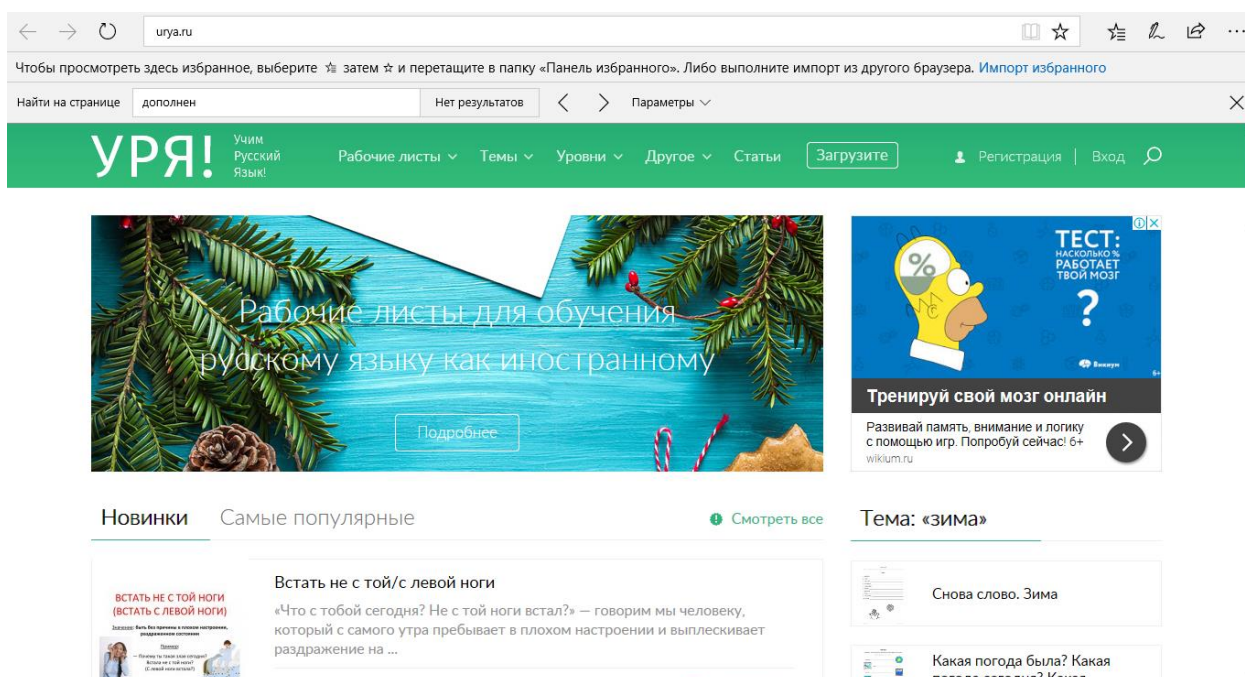 urya.ru
Чтобы просмотреть здесь избранное, выберите затем и перетащите в папку «Панель избранного». Либо выполните импорт из другого браузера. Импорт избранного
Найти на странице дополнен Нет результатов Параметры
УРЯ!
Учим
Русский
Язык!
Рабочие листы Темы Уровни Другое Статьи Загрузите Регистрация | Вход
Рабочие листы для обучения
русскому языку как иностранному
Подробнее
ТЕСТ:
НАСКОЛЬКО %
РАБОТАЕТ
ТВОЙ МОЗГ
?
%
Викиум
6+
Тренируй свой мозг онлайн
Развивай память, внимание и логику
с помощью игр. Попробуй сейчас! 6+
wikium.ru
Новинки Самые популярные Смотреть все
Тема: «зима»
ВСТАТЬ НЕ С ТОЙ НОГИ
(ВСТАТЬ С ЛЕВОЙ НОГИ)
Встать не с той/с левой ноги
«Что с тобой сегодня? Не с той ноги встал?» — говорим мы человеку,
который с самого утра пребывает в плохом настроении и выплескивает
раздражение на ...
Снова слово. Зима
Какая погода была? Какая